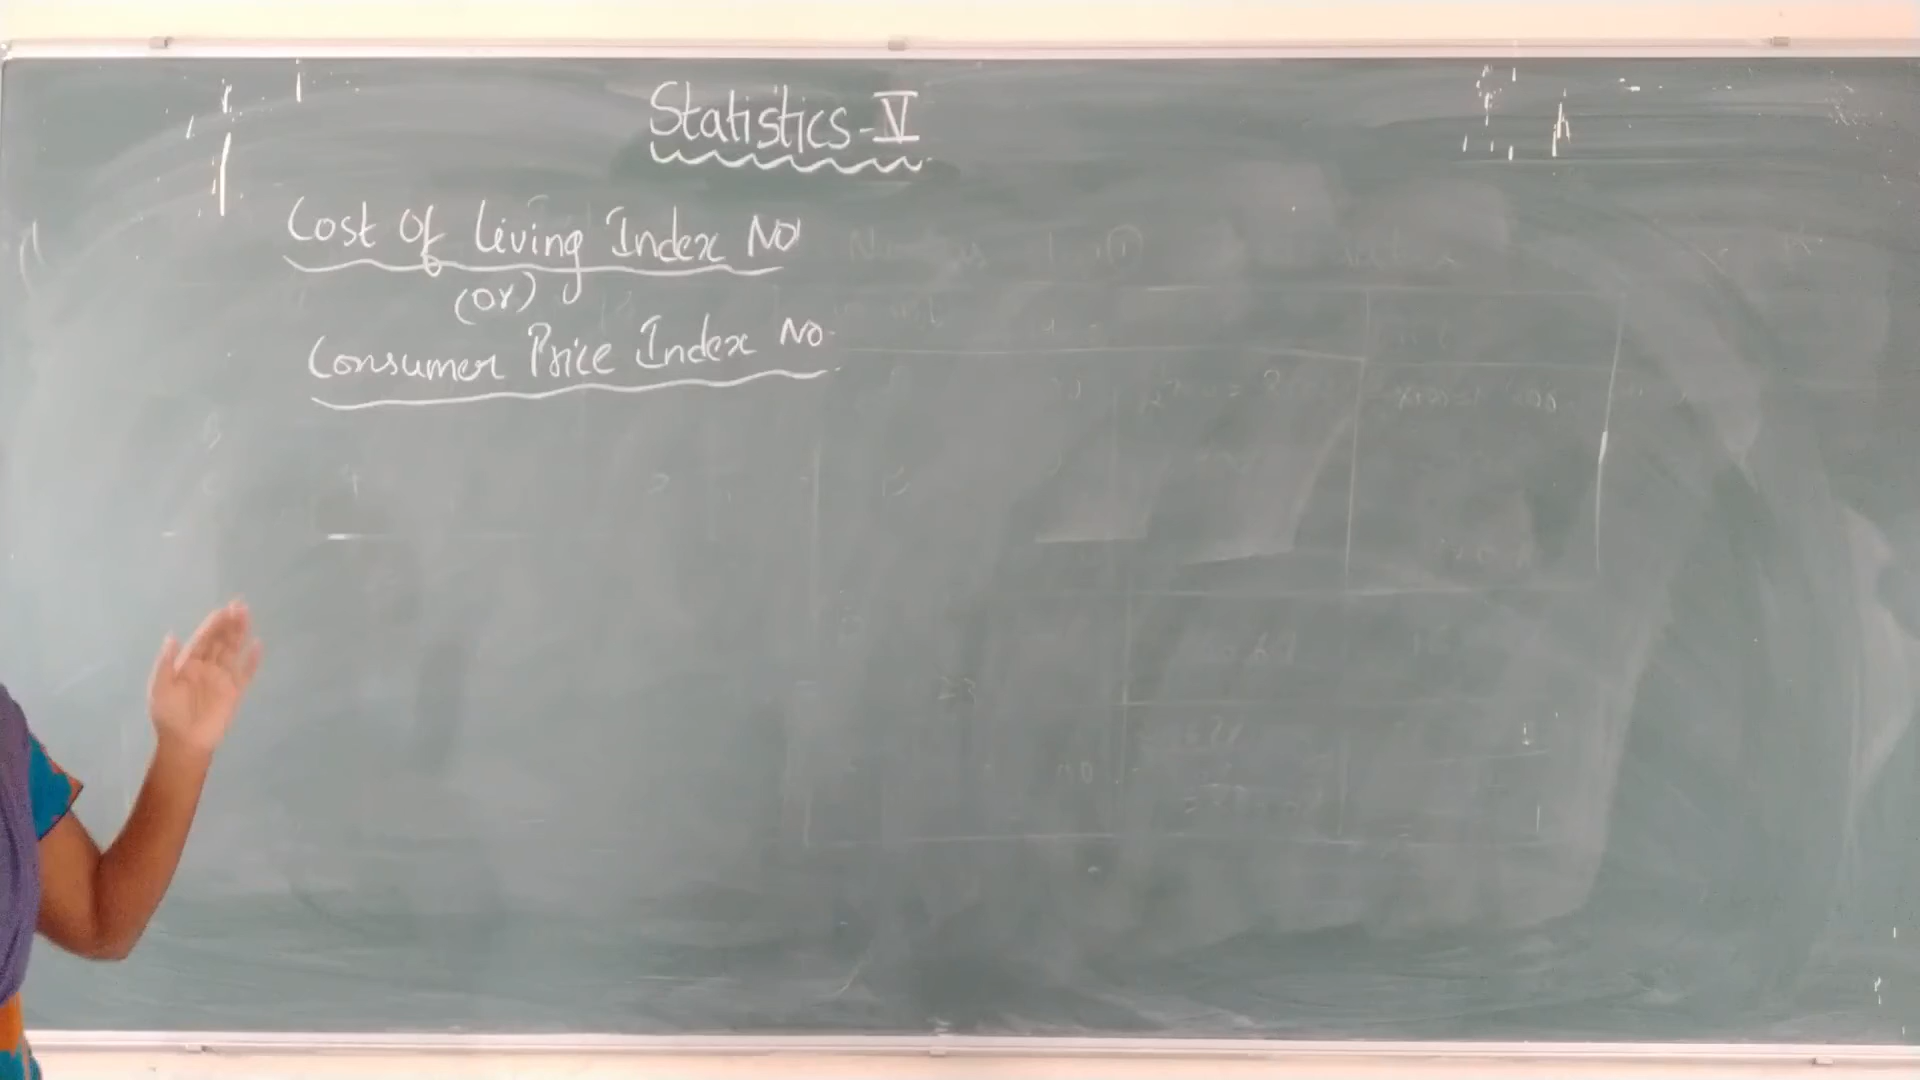 Statistics-V
Cost Of Living Index No
(or)
Consumer Price Index No.